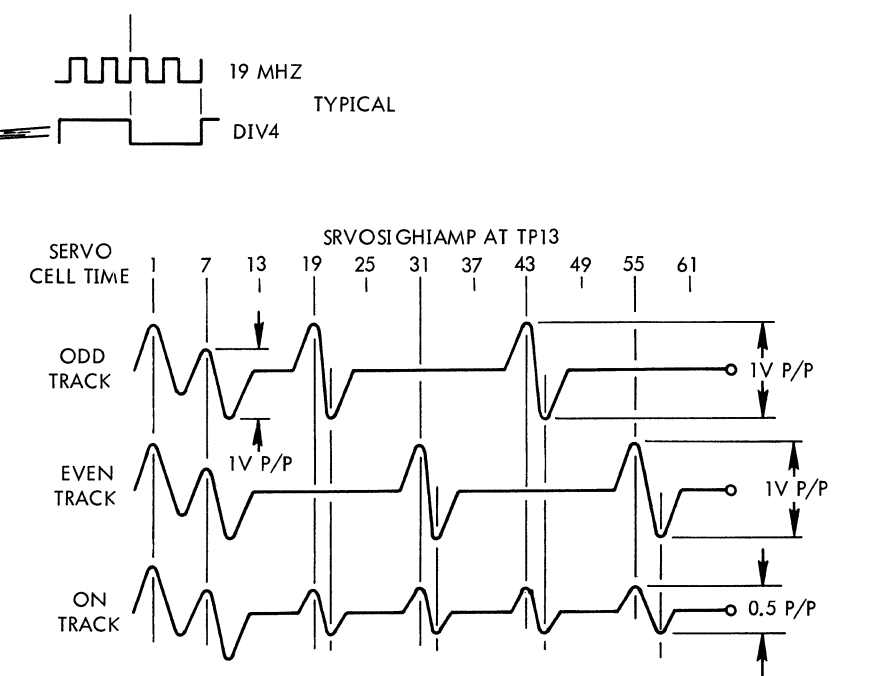 19 MHZ
TYPICAL
DIV4
SRVOSIGHIAMP AT TP13
SERVO
CELL TIME
1 7 13 19 25 31 37 43 49 55 61
ODD
TRACK
1V P/P
1V P/P
EVEN
TRACK
1V P/P
ON
TRACK
0.5 P/P